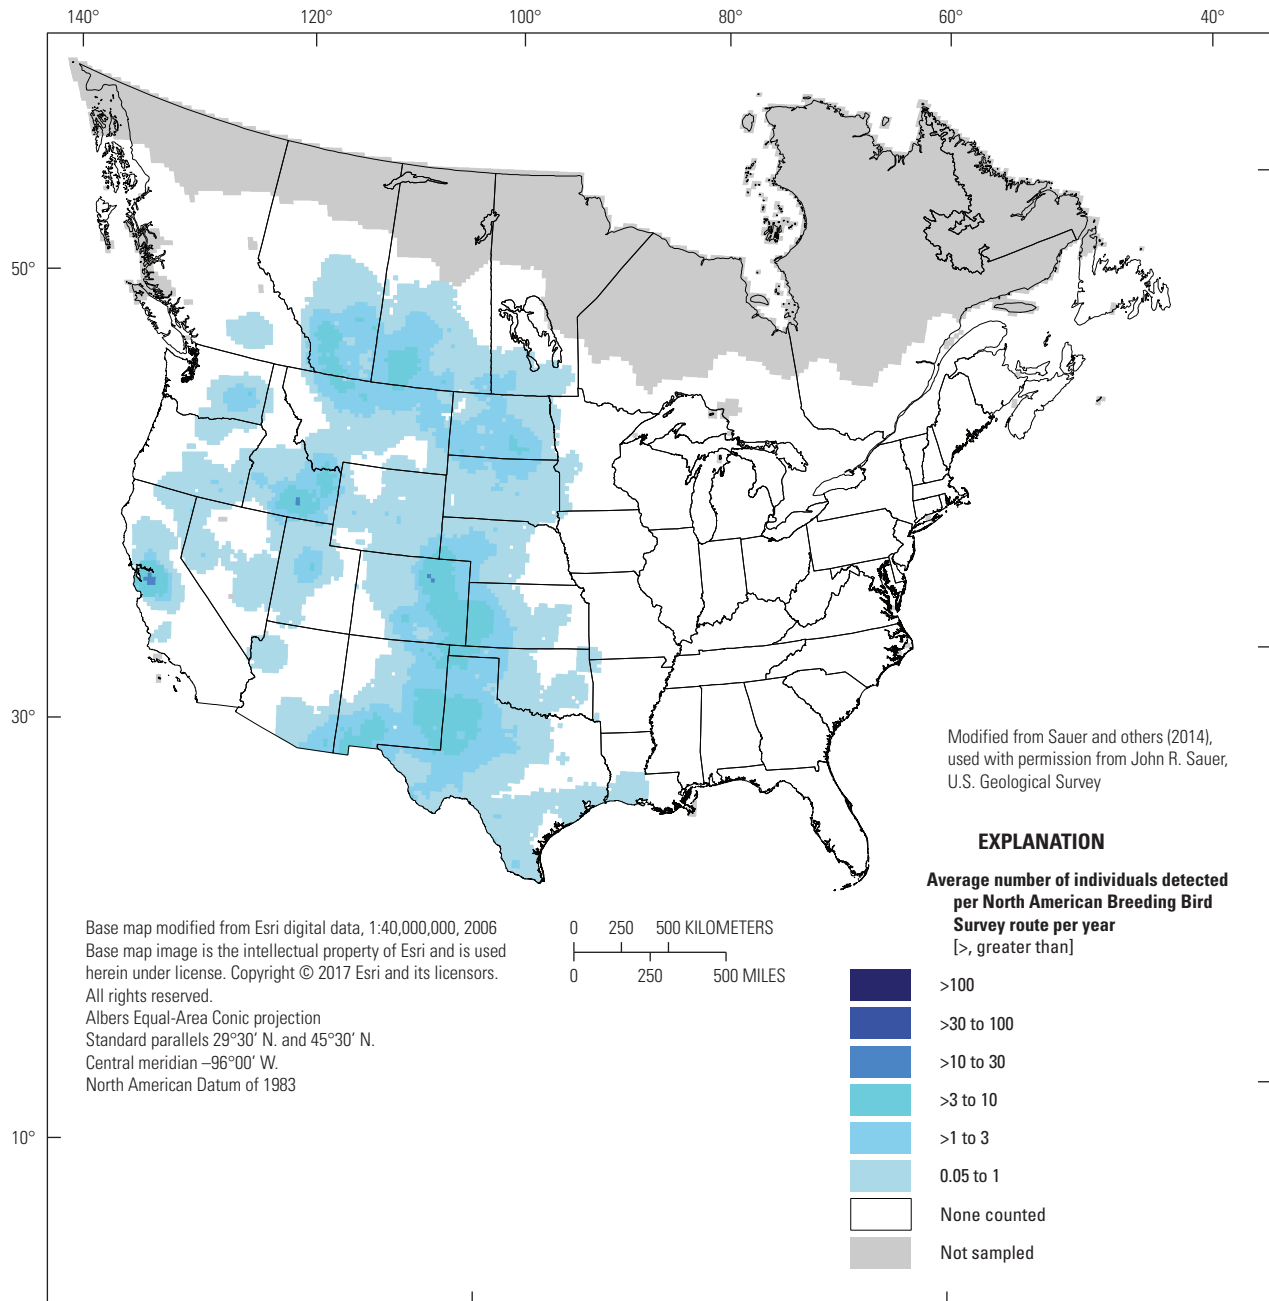 140°
120°
100°
80°
60°
40°
50°
30°
10°
Modified from Sauer and others (2014),
used with permission from John R. Sauer,
U.S. Geological Survey
EXPLANATION
Average number of individuals detected
per North American Breeding Bird
Survey route per year
[>, greater than]
>100
>30 to 100
>10 to 30
>3 to 10
>1 to 3
0.05 to 1
None counted
Not sampled
Base map modified from Esri digital data, 1:40,000,000, 2006
Base map image is the intellectual property of Esri and is used
herein under license. Copyright © 2017 Esri and its licensors.
All rights reserved.
Albers Equal-Area Conic projection
Standard parallels 29°30′ N. and 45°30′ N.
Central meridian –96°00′ W.
North American Datum of 1983
0 250 500 KILOMETERS
0 250 500 MILES